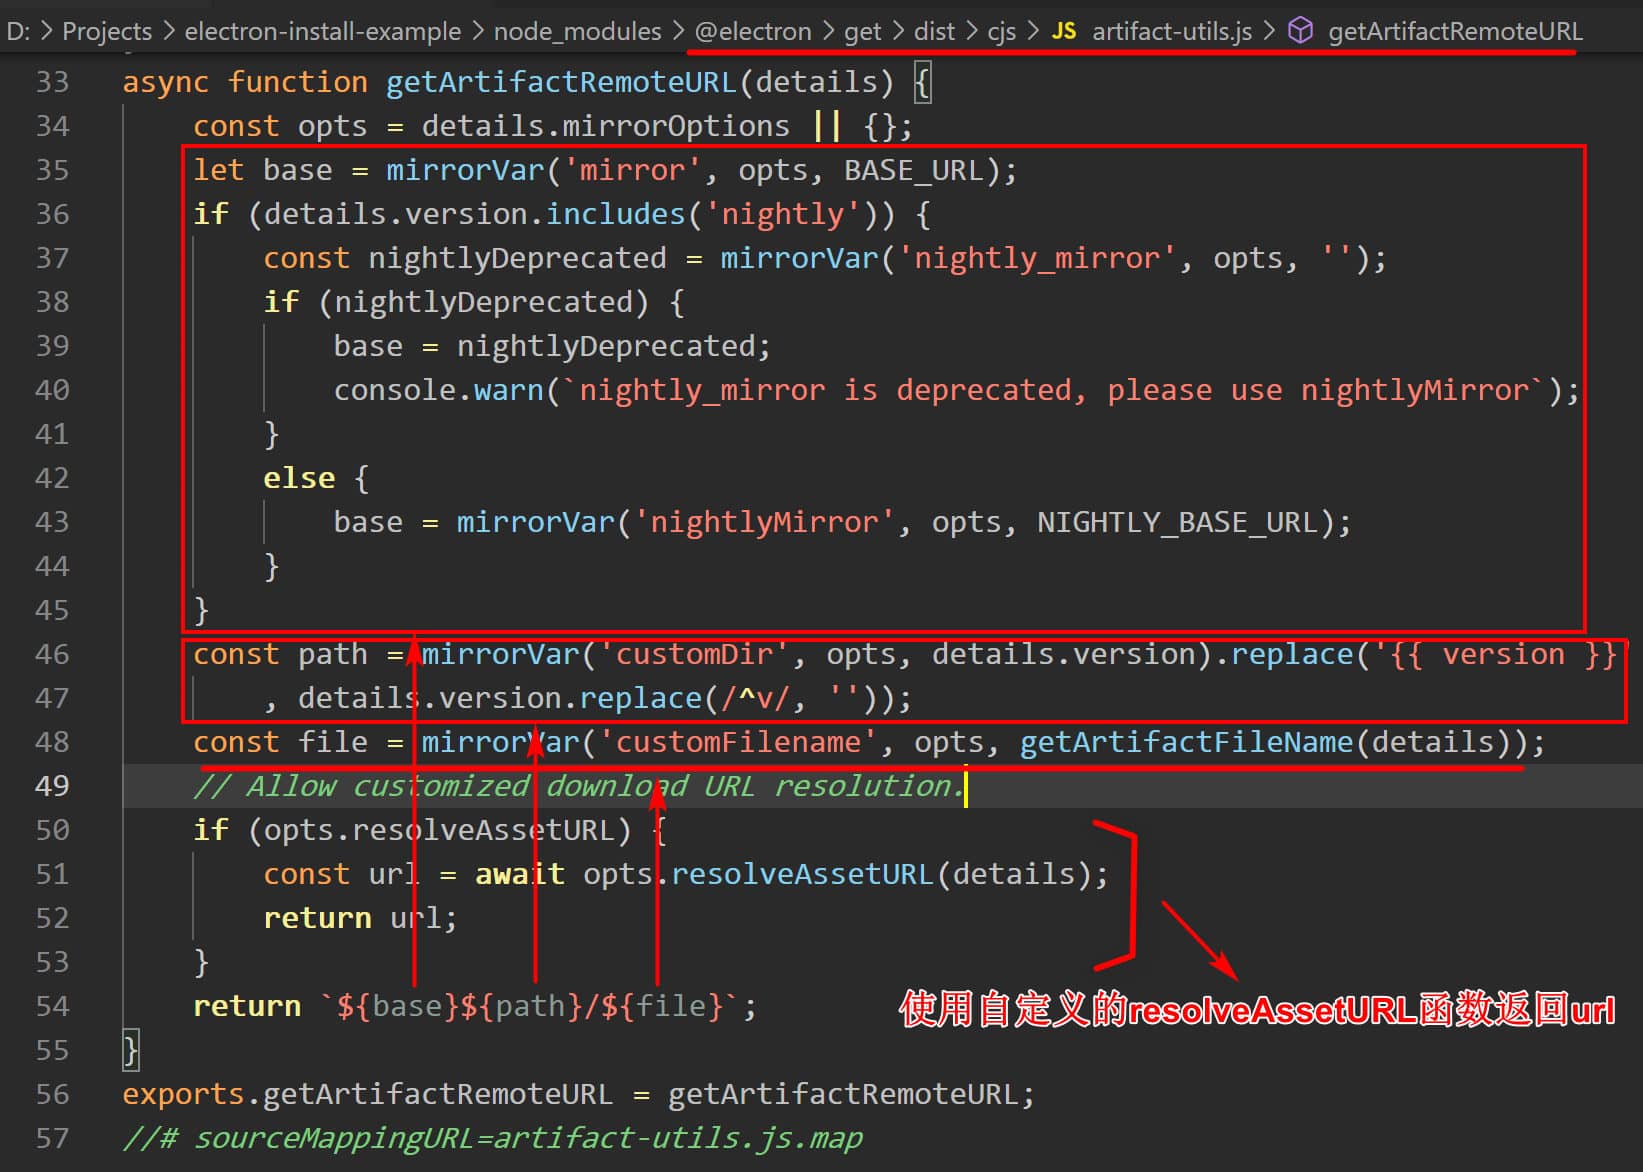 D: > Projects > electron-install-example > node_modules > @electron > get > dist > cjs > JS artifact-utils.js > getArtifactRemoteURL
33 async function getArtifactRemoteURL(details) {
34 const opts = details.mirrorOptions || {};
35 let base = mirrorVar('mirror', opts, BASE_URL);
36 if (details.version.includes('nightly')) {
37 const nightlyDeprecated = mirrorVar('nightly_mirror', opts, '');
38 if (nightlyDeprecated) {
39 base = nightlyDeprecated;
40 console.warn(`nightly_mirror is deprecated, please use nightlyMirror`);
41 }
42 else {
43 base = mirrorVar('nightlyMirror', opts, NIGHTLY_BASE_URL);
44 }
45 }
46 const path = mirrorVar('customDir', opts, details.version).replace('{{ version }}'
47 , details.version.replace(/^v/, ''));
48 const file = mirrorVar('customFilename', opts, getArtifactFileName(details));
49 // Allow customized download URL resolution.
50 if (opts.resolveAssetURL) {
51 const url = await opts.resolveAssetURL(details);
52 return url;
53 }
54 return `${base}${path}/${file}`;
使用自定义的resolveAssetURL函数返回url
55 }
56 exports.getArtifactRemoteURL = getArtifactRemoteURL;
57 //# sourceMappingURL=artifact-utils.js.map